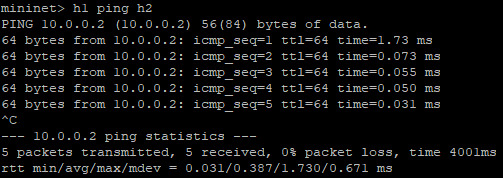 mininet> h1 ping h2
PING 10.0.0.2 (10.0.0.2) 56(84) bytes of data.
64 bytes from 10.0.0.2: icmp_seq=1 ttl=64 time=1.73 ms
64 bytes from 10.0.0.2: icmp_seq=2 ttl=64 time=0.073 ms
64 bytes from 10.0.0.2: icmp_seq=3 ttl=64 time=0.055 ms
64 bytes from 10.0.0.2: icmp_seq=4 ttl=64 time=0.050 ms
64 bytes from 10.0.0.2: icmp_seq=5 ttl=64 time=0.031 ms
^C
--- 10.0.0.2 ping statistics ---
5 packets transmitted, 5 received, 0% packet loss, time 4001ms
rtt min/avg/max/mdev = 0.031/0.387/1.730/0.671 ms